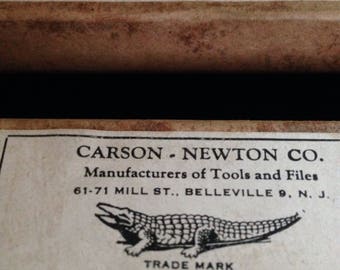 CARSON - NEWTON CO.
Manufacturers of Tools and Files
61-71 MILL ST., BELLEVILLE 9, N. J.
TRADE MARK